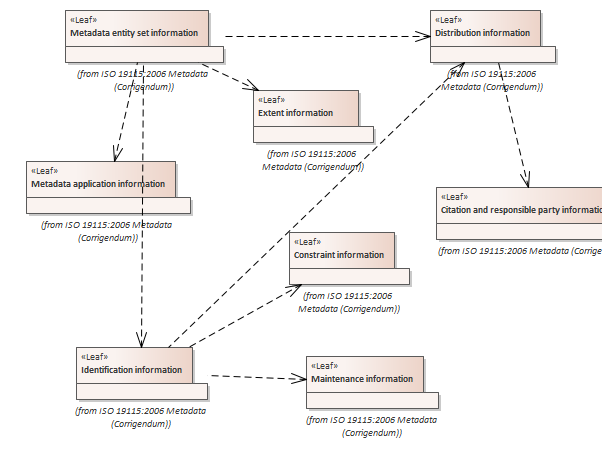 «Leaf»
Metadata entity set information
(from ISO 19115:2006 Metadata
(Corrigendum))
«Leaf»
Distribution information
(from ISO 19115:2006
Metadata (Corrigendum))
«Leaf»
Extent information
(from ISO 19115:2006
Metadata (Corrigendum))
«Leaf»
Metadata application information
(from ISO 19115:2006 Metadata
(Corrigendum))
«Leaf»
Citation and responsible party informatio
(from ISO 19115:2006 Metadata (Corrige
«Leaf»
Constraint information
(from ISO 19115:2006
Metadata (Corrigendum))
«Leaf»
Identification information
(from ISO 19115:2006 Metadata
(Corrigendum))
«Leaf»
Maintenance information
(from ISO 19115:2006 Metadata
(Corrigendum))